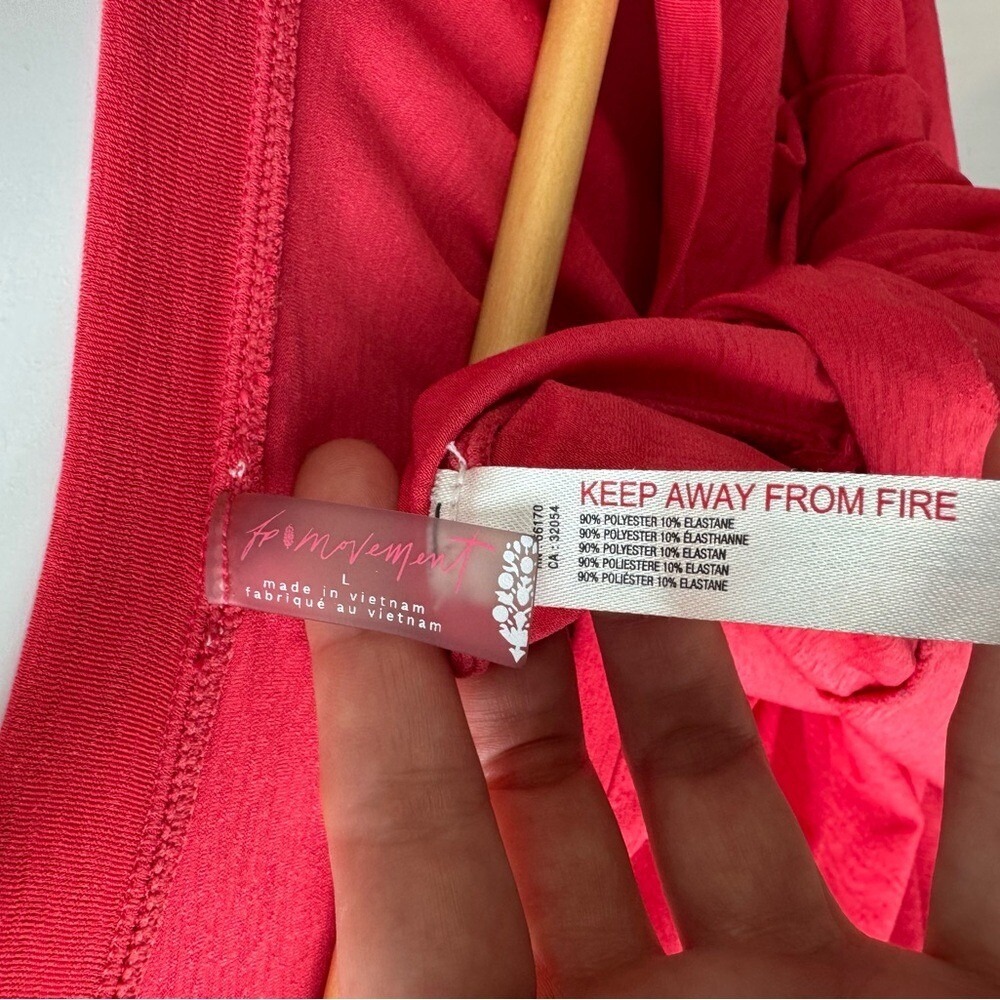 fp movement
L
made in vietnam
fabriqué au vietnam
66170
CA : 32054
KEEP AWAY FROM FIRE
90% POLYESTER 10% ELASTANE
90% POLYESTER 10% ÉLASTHANNE
90% POLYESTER 10% ELASTAN
90% POLIESTERE 10% ELASTAN
90% POLIÉSTER 10% ELASTANE